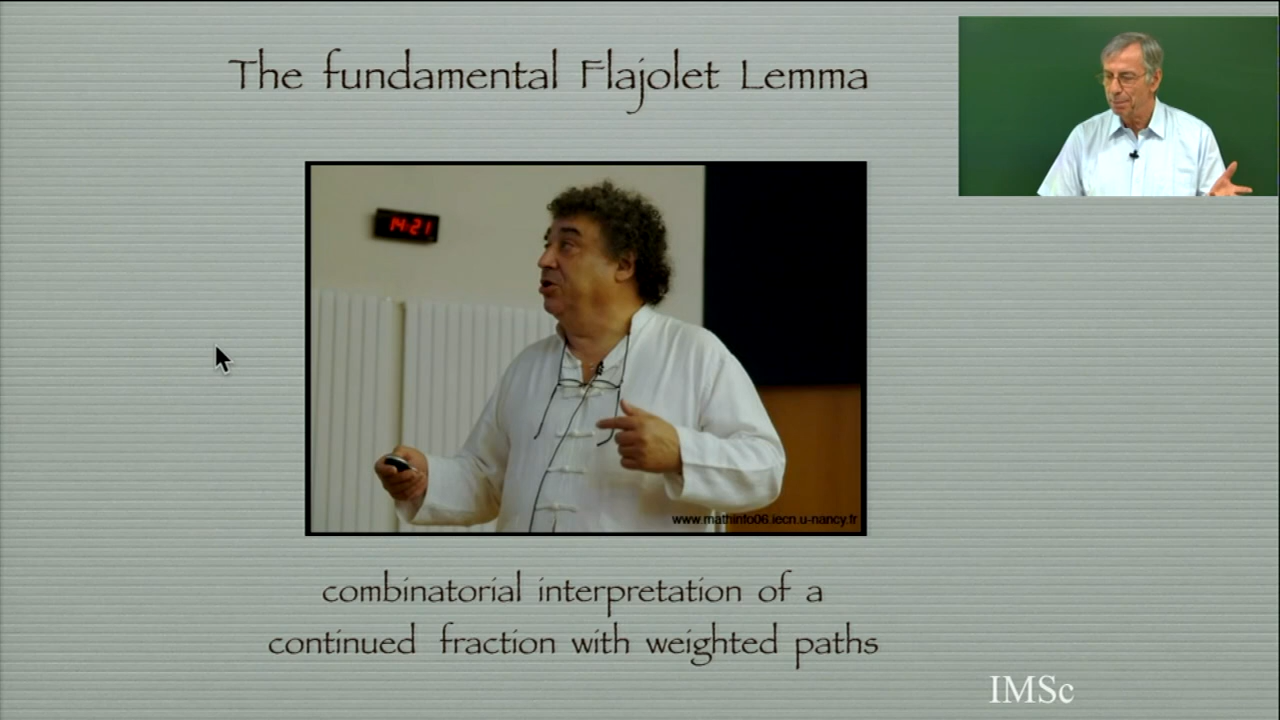 The fundamental Flajolet Lemma
14:21
www.mathinfo06.iecn.u-nancy.fr
combinatorial interpretation of a
continued fraction with weighted paths
IMSc